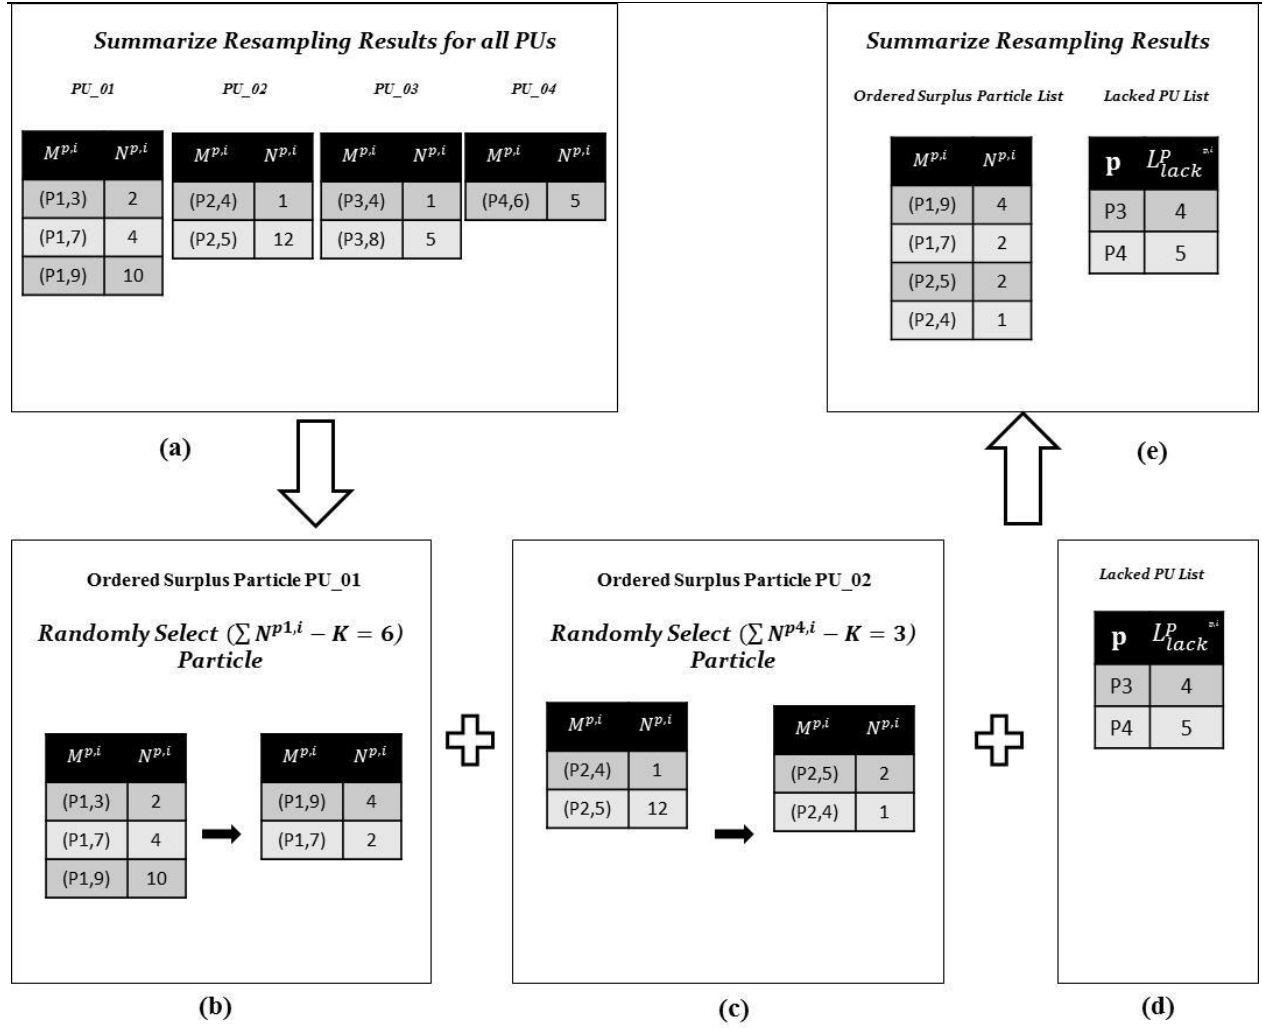 Summarize Resampling Results for all PUs
PU_01 PU_02 PU_03 PU_04
M^{p,i} N^{p,i}
(P1,3) 2
(P1,7) 4
(P1,9) 10
M^{p,i} N^{p,i}
(P2,4) 1
(P2,5) 12
M^{p,i} N^{p,i}
(P3,4) 1
(P3,8) 5
M^{p,i} N^{p,i}
(P4,6) 5
(a)
Ordered Surplus Particle PU_01
Randomly Select (∑ N^{p1,i} − K = 6)
Particle
M^{p,i} N^{p,i}
(P1,3) 2
(P1,7) 4
(P1,9) 10
M^{p,i} N^{p,i}
(P1,9) 4
(P1,7) 2
(b)
Ordered Surplus Particle PU_02
Randomly Select (∑ N^{p4,i} − K = 3)
Particle
M^{p,i} N^{p,i}
(P2,4) 1
(P2,5) 12
M^{p,i} N^{p,i}
(P2,5) 2
(P2,4) 1
(c)
Lacked PU List
p L^{P}_{lack}^{p,i}
P3 4
P4 5
(d)
Summarize Resampling Results
Ordered Surplus Particle List
M^{p,i} N^{p,i}
(P1,9) 4
(P1,7) 2
(P2,5) 2
(P2,4) 1
Lacked PU List
p L^{P}_{lack}^{p,i}
P3 4
P4 5
(e)